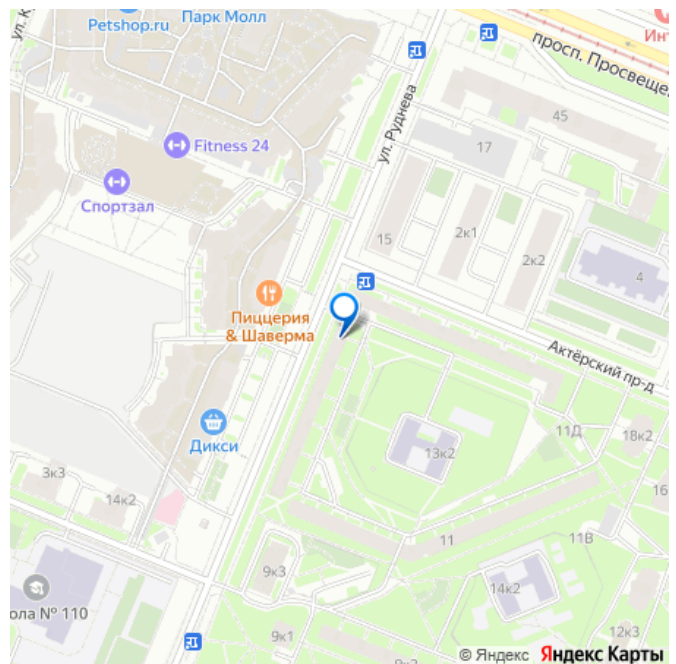 ул. К
Petshop.ru
Парк Молл
Инт
просп. Просвеще
ул. Руднева
45
Fitness 24
17
Спортзал
15
2к1
2к2
4
Пиццерия
& Шаверма
Актёрский пр-д
Дикси
11Д
18к2
13к2
3к3
14к2
16
11
11В
9к3
14к2
ола № 110
9к1
12к3
9к2
© Яндекс Яндекс Карты